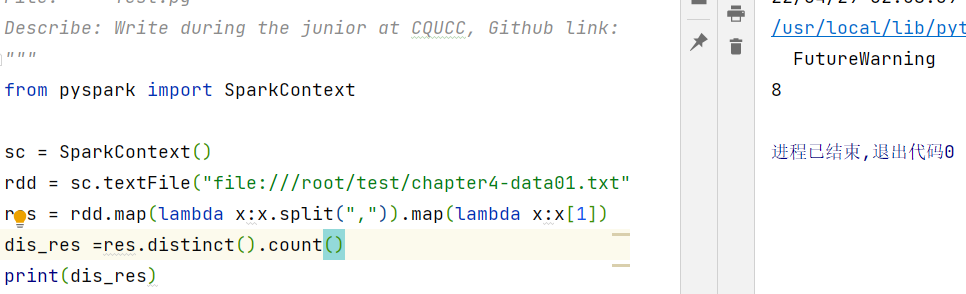 Describe: Write during the junior at CQUCC, Github link:
"""
from pyspark import SparkContext
sc = SparkContext()
rdd = sc.textFile("file:///root/test/chapter4-data01.txt"
res = rdd.map(lambda x:x.split(",")).map(lambda x:x[1])
dis_res =res.distinct().count()
print(dis_res)
/usr/local/lib/pyt
FutureWarning
8
进程已结束,退出代码0